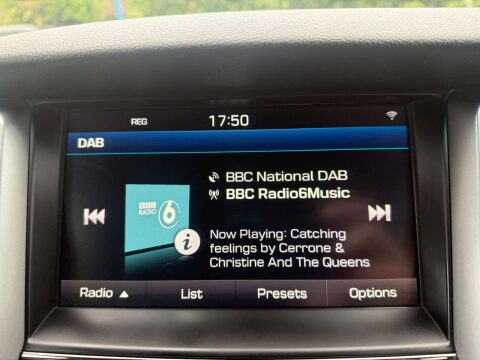 REG 17:50
DAB
BBC National DAB
BBC Radio6Music
BBC
RADIO 6
i
Now Playing: Catching
feelings by Cerrone &
Christine And The Queens
Radio ▲ List Presets Options